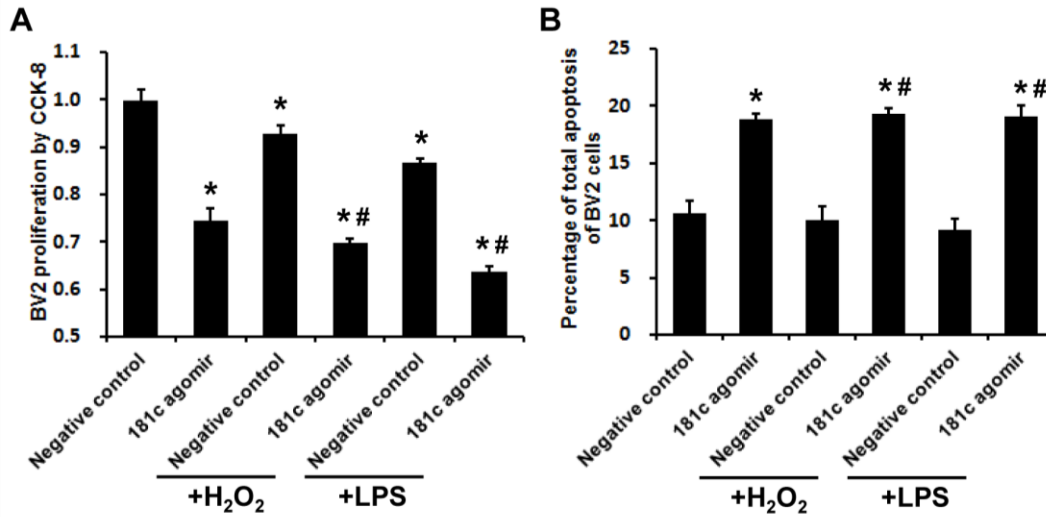 A
BV2 proliferation by CCK-8
1.1
1.0
0.9
0.8
0.7
0.6
0.5
*
*
* #
*
* #
Negative control
181c agomir
Negative control
181c agomir
Negative control
181c agomir
+H₂O₂
+LPS
B
Percentage of total apoptosis
of BV2 cells
25
20
15
10
5
0
*
* #
* #
Negative control
181c agomir
Negative control
181c agomir
Negative control
181c agomir
+H₂O₂
+LPS